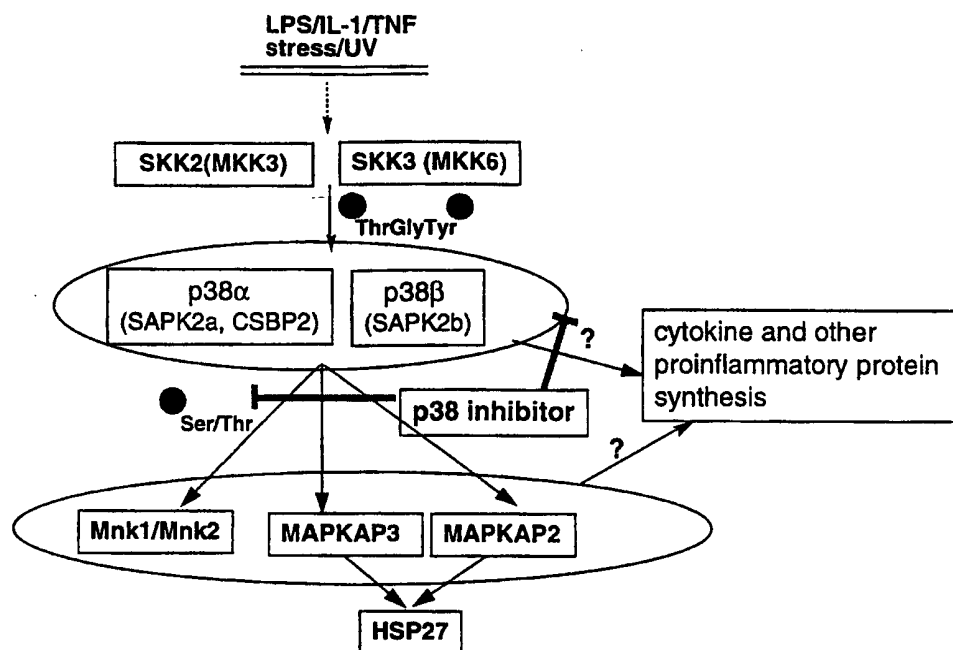 LPS/IL-1/TNF
stress/UV
SKK2(MKK3)
SKK3 (MKK6)
ThrGlyTyr
p38α
(SAPK2a, CSBP2)
p38β
(SAPK2b)
?
cytokine and other
proinflammatory protein
synthesis
Ser/Thr
p38 inhibitor
?
Mnk1/Mnk2
MAPKAP3
MAPKAP2
HSP27